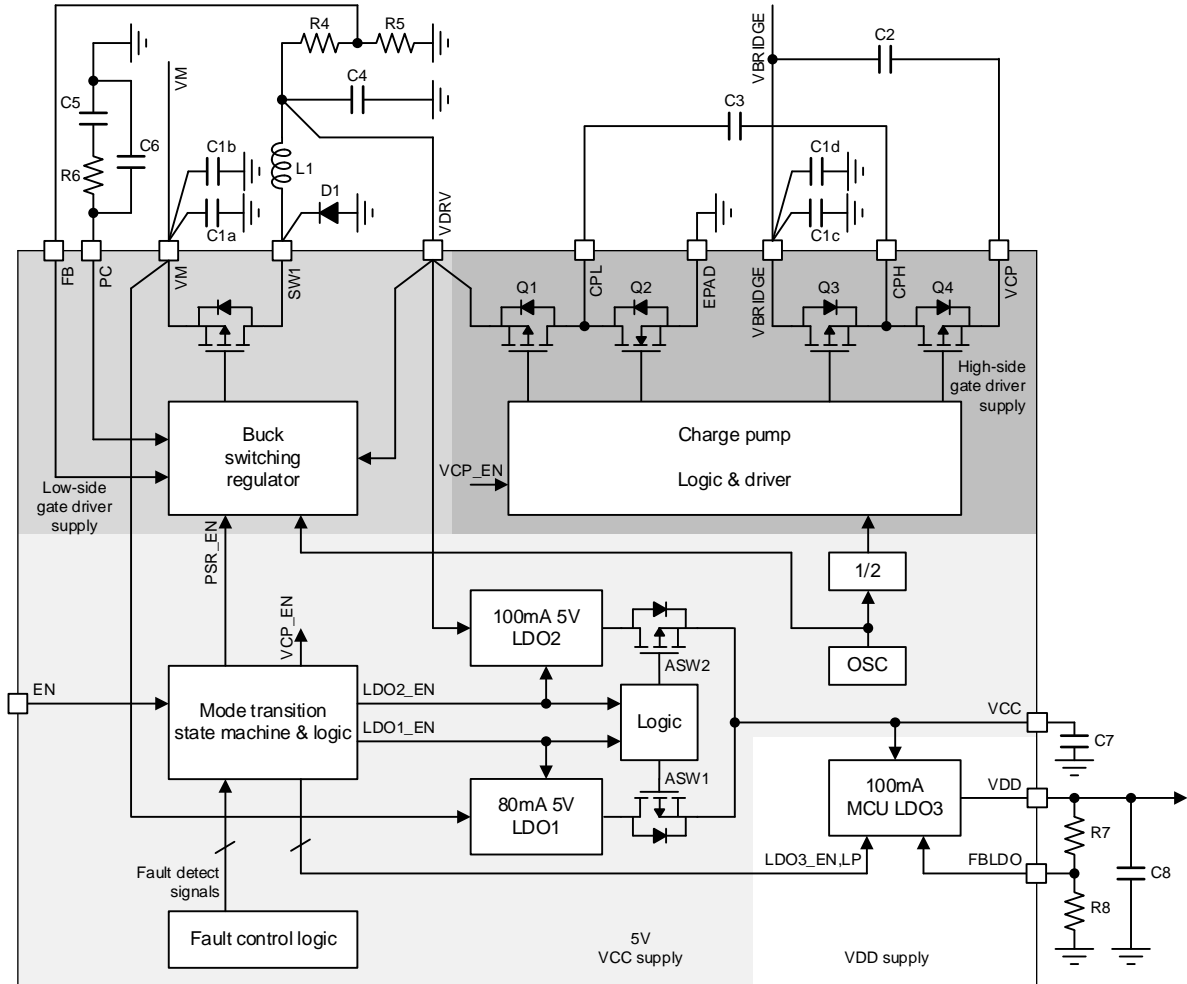 R4
R5
C4
C5
C6
R6
VM
C1b
C1a
L1
D1
VDRV
VBRIDGE
C2
C3
C1d
C1c
FB
PC
VM
SW1
CPL
EPAD
VBRIDGE
CPH
VCP
Q1
Q2
Q3
Q4
High-side
gate driver
supply
Buck
switching
regulator
Charge pump
Logic & driver
VCP_EN
Low-side
gate driver
supply
PSR_EN
VCP_EN
1/2
OSC
100mA 5V
LDO2
ASW2
EN
Mode transition
state machine & logic
LDO2_EN
LDO1_EN
Logic
VCC
C7
ASW1
80mA 5V
LDO1
100mA
MCU LDO3
VDD
R7
C8
LDO3_EN,LP
FBLDO
R8
Fault detect
signals
Fault control logic
5V
VCC supply
VDD supply